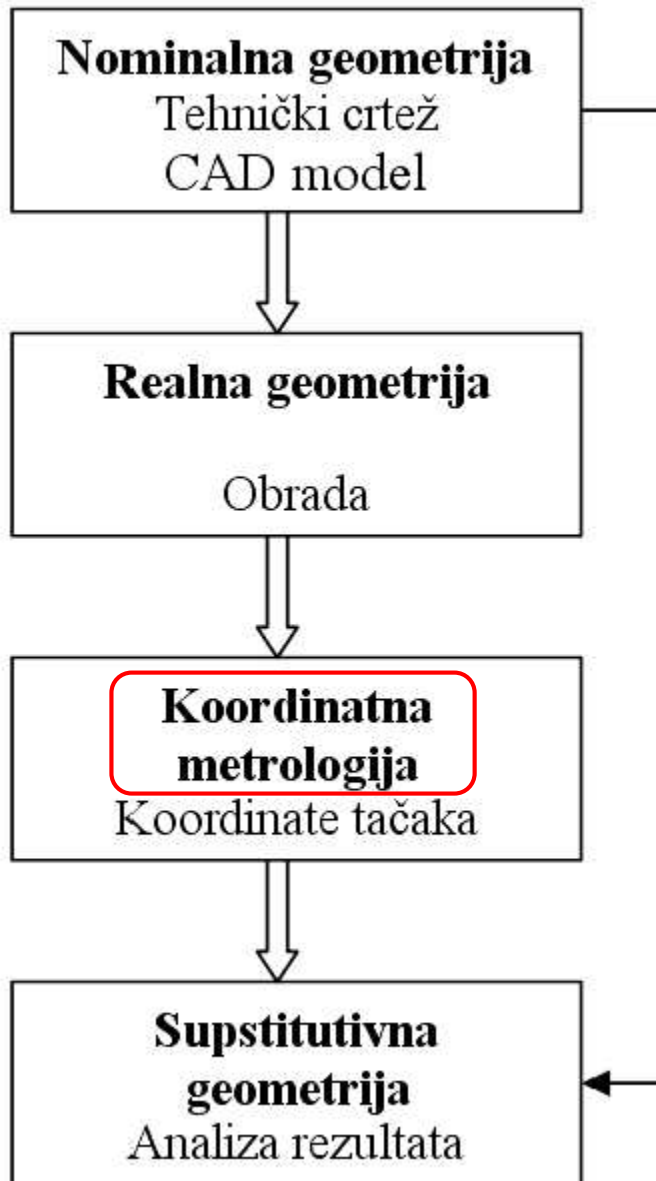 Nominalna geometrija
Tehnički crtež
CAD model
Realna geometrija
Obrada
Koordinatna
metrologija
Koordinate tačaka
Supstitutivna
geometrija
Analiza rezultata